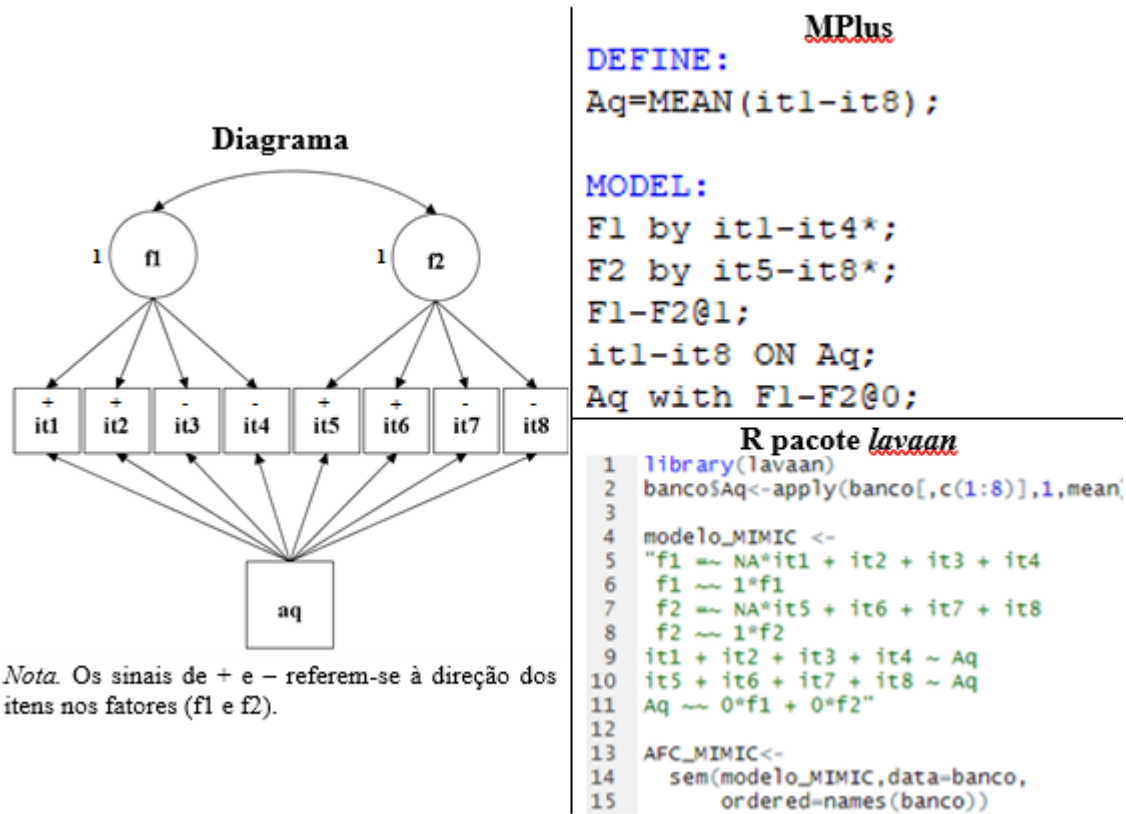 Diagrama
1
f1
1
f2
+ + - - + + - -
it1 it2 it3 it4 it5 it6 it7 it8
aq
Nota. Os sinais de + e – referem-se à direção dos
itens nos fatores (f1 e f2).
MPlus
DEFINE:
Aq=MEAN(it1-it8);
MODEL:
F1 by it1-it4*;
F2 by it5-it8*;
F1-F2@1;
it1-it8 ON Aq;
Aq with F1-F2@0;
R pacote lavaan
1 library(lavaan)
2 banco$Aq<-apply(banco[,c(1:8)],1,mean)
3
4 modelo_MIMIC <-
5 "f1 =~ NA*it1 + it2 + it3 + it4
6 f1 ~~ 1*f1
7 f2 =~ NA*it5 + it6 + it7 + it8
8 f2 ~~ 1*f2
9 it1 + it2 + it3 + it4 ~ Aq
10 it5 + it6 + it7 + it8 ~ Aq
11 Aq ~~ 0*f1 + 0*f2"
12
13 AFC_MIMIC<-
14 sem(modelo_MIMIC,data=banco,
15 ordered=names(banco))